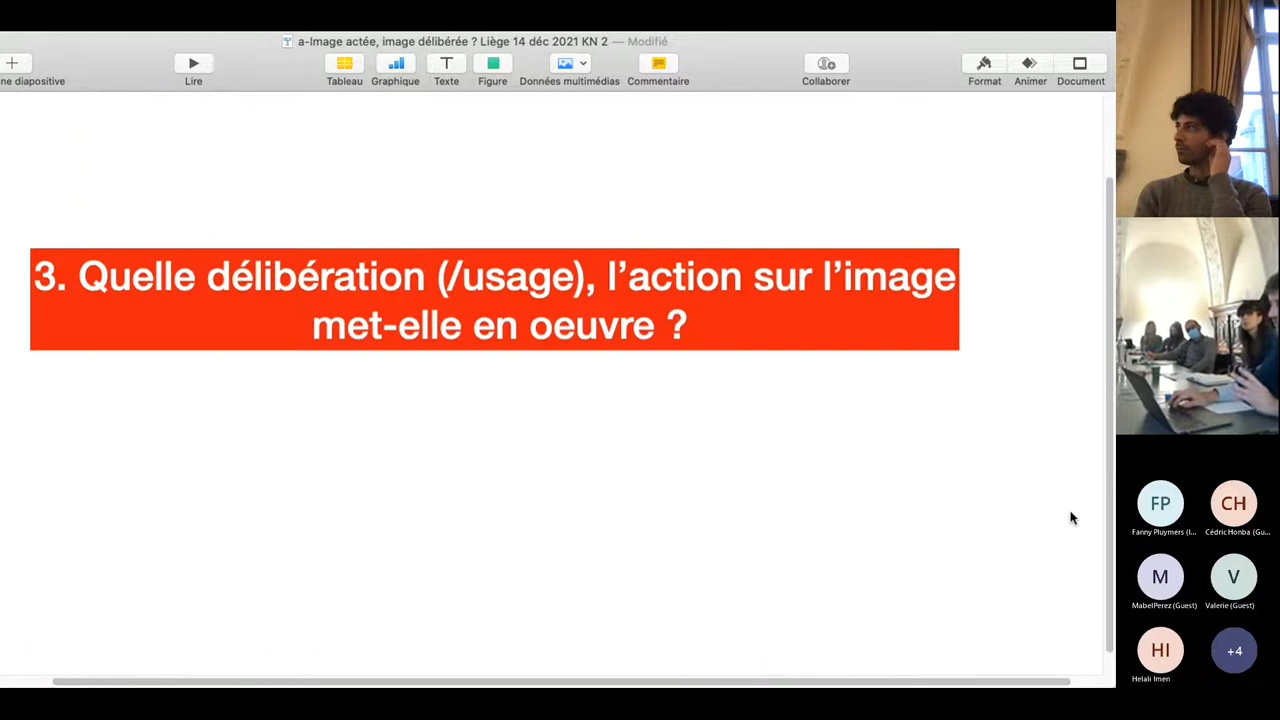 a-Image actée, image délibérée ? Liège 14 déc 2021 KN 2 — Modifié
ne diapositive
Lire
Tableau
Graphique
Texte
Figure
Données multimédias
Commentaire
Collaborer
Format
Animer
Document
3. Quelle délibération (/usage), l’action sur l’image
met-elle en oeuvre ?
FP
CH
Fanny Pluymers (I...
Cédric Honba (Gu...
M
V
MabelPerez (Guest)
Valerie (Guest)
HI
+4
Helali Imen